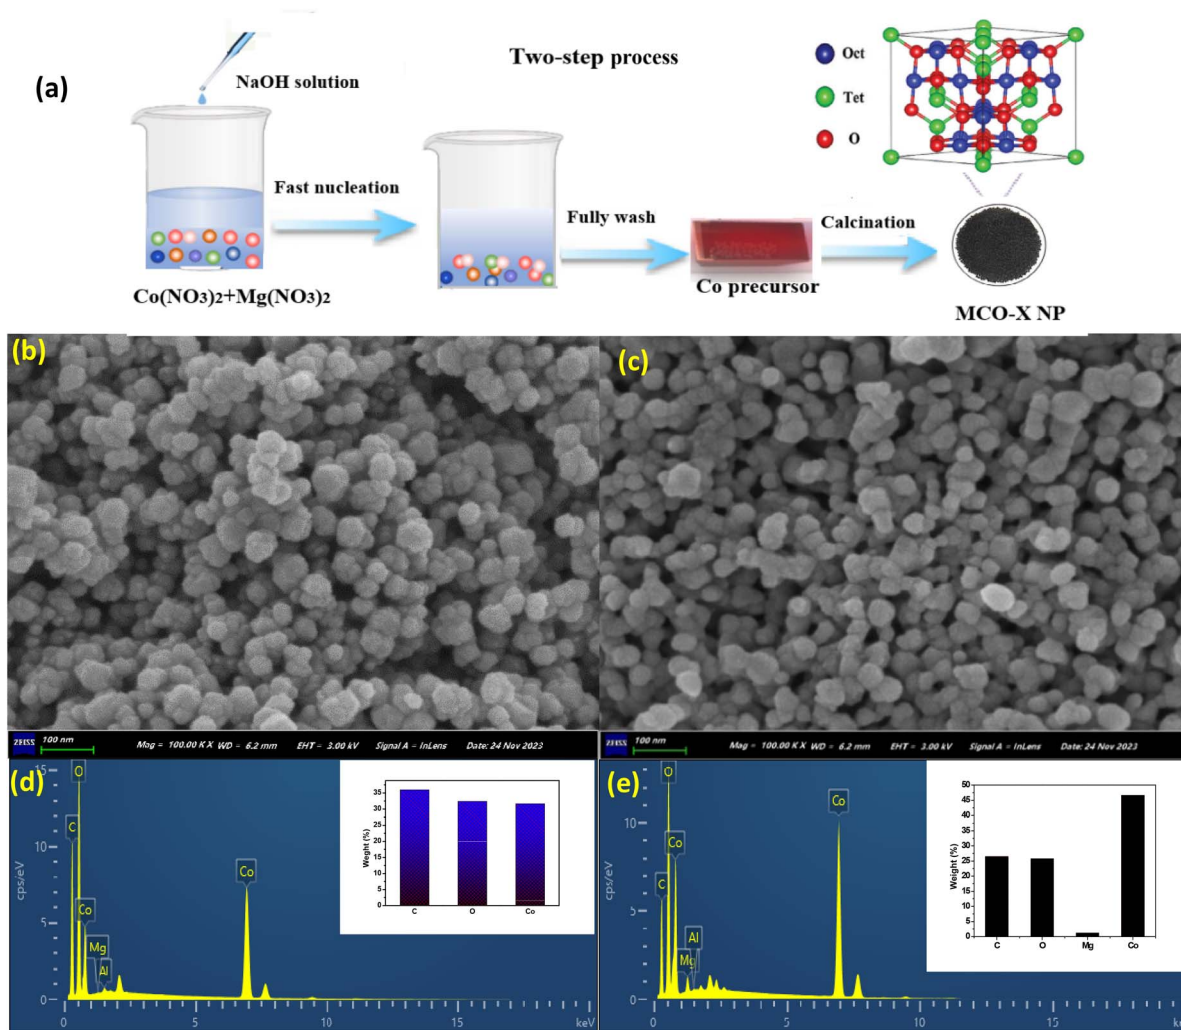 (a)
NaOH solution
Two-step process
Oct
Tet
O
Fast nucleation
Fully wash
Calcination
Co(NO3)2+Mg(NO3)2
Co precursor
MCO-X NP
(b)
(c)
ZEISS 100 nm Mag = 100.00 K X WD = 6.2 mm EHT = 3.00 kV Signal A = InLens Date: 24 Nov 2023
ZEISS 100 nm Mag = 100.00 K X WD = 6.2 mm EHT = 3.00 kV Signal A = InLens Date: 24 Nov 2023
(d)
15
10
5
0
cps/eV
O
C
Co
Mg
Al
Co
0 5 10 15 keV
35
30
25
20
15
10
5
0
Weght (%)
C O Co
(e)
10
5
0
cps/eV
O
Co
C
Al
Mg
Co
0 5 10 15
50
45
40
35
30
25
20
15
10
5
0
Weight (%)
C O Mg Co